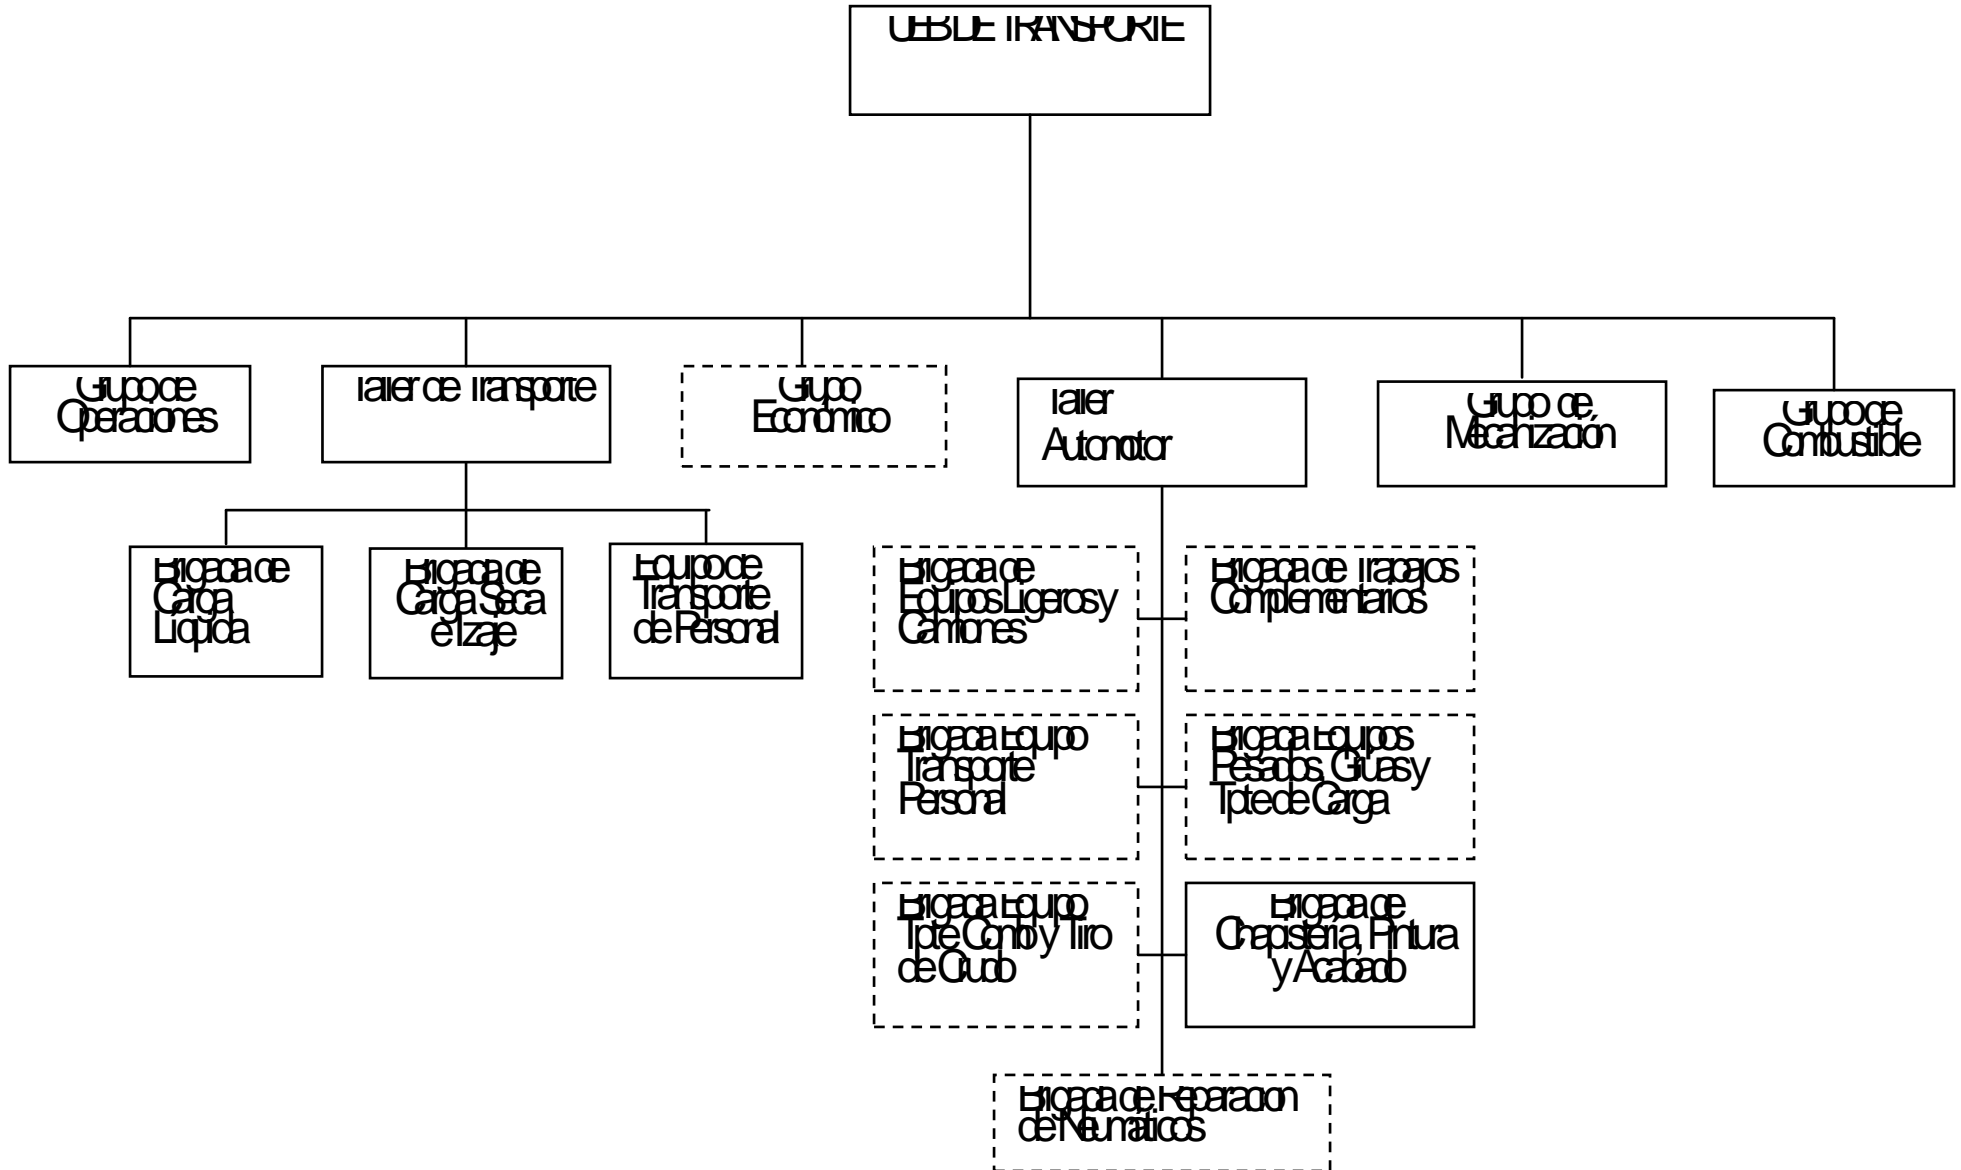 UEB DE TRANSPORTE
Grupo de
Operaciones
Taller de Transporte
Grupo
Económico
Taller
Automotor
Grupo de
Mecanización
Grupo de
Combustible
Brigada de
Carga
Líquida
Brigada de
Carga Seca
e Izaje
Equipo de
Transporte
de Personal
Brigada de
Equipos Ligeros y
Camiones
Brigada de Trabajos
Complementarios
Brigada Equipo
Transporte
Personal
Brigada Equipos
Pesados, Grúas y
Tpte de Carga
Brigada Equipo
Tpte Comb y Tiro
de Crudo
Brigada de
Chapistería, Pintura
y Acabado
Brigada de Reparacion
de Neumáticos